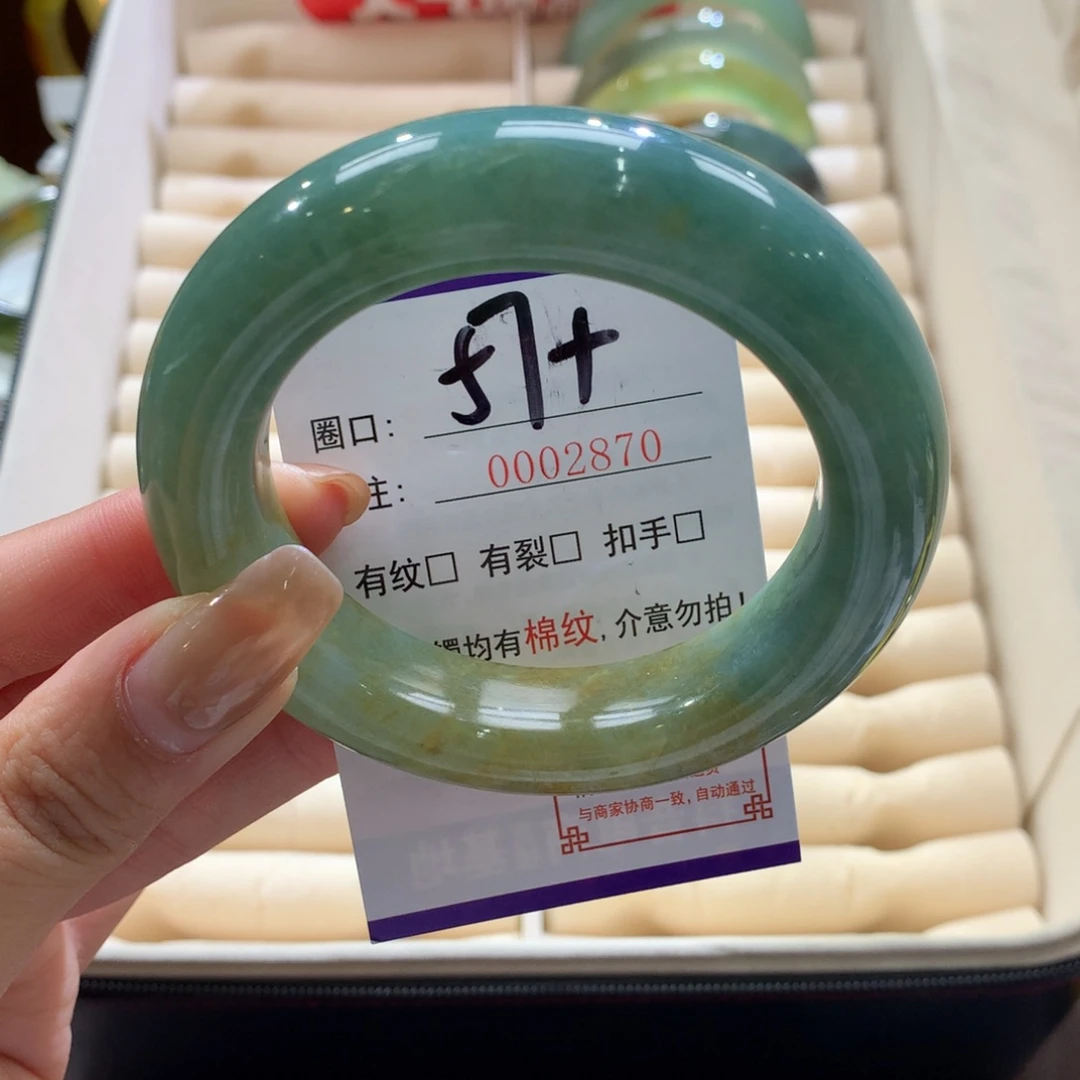 圈口: 57+
注: 0002870
有纹□ 有裂□ 扣手□
镯均有棉纹, 介意勿拍!
与商家协商一致, 自动通过